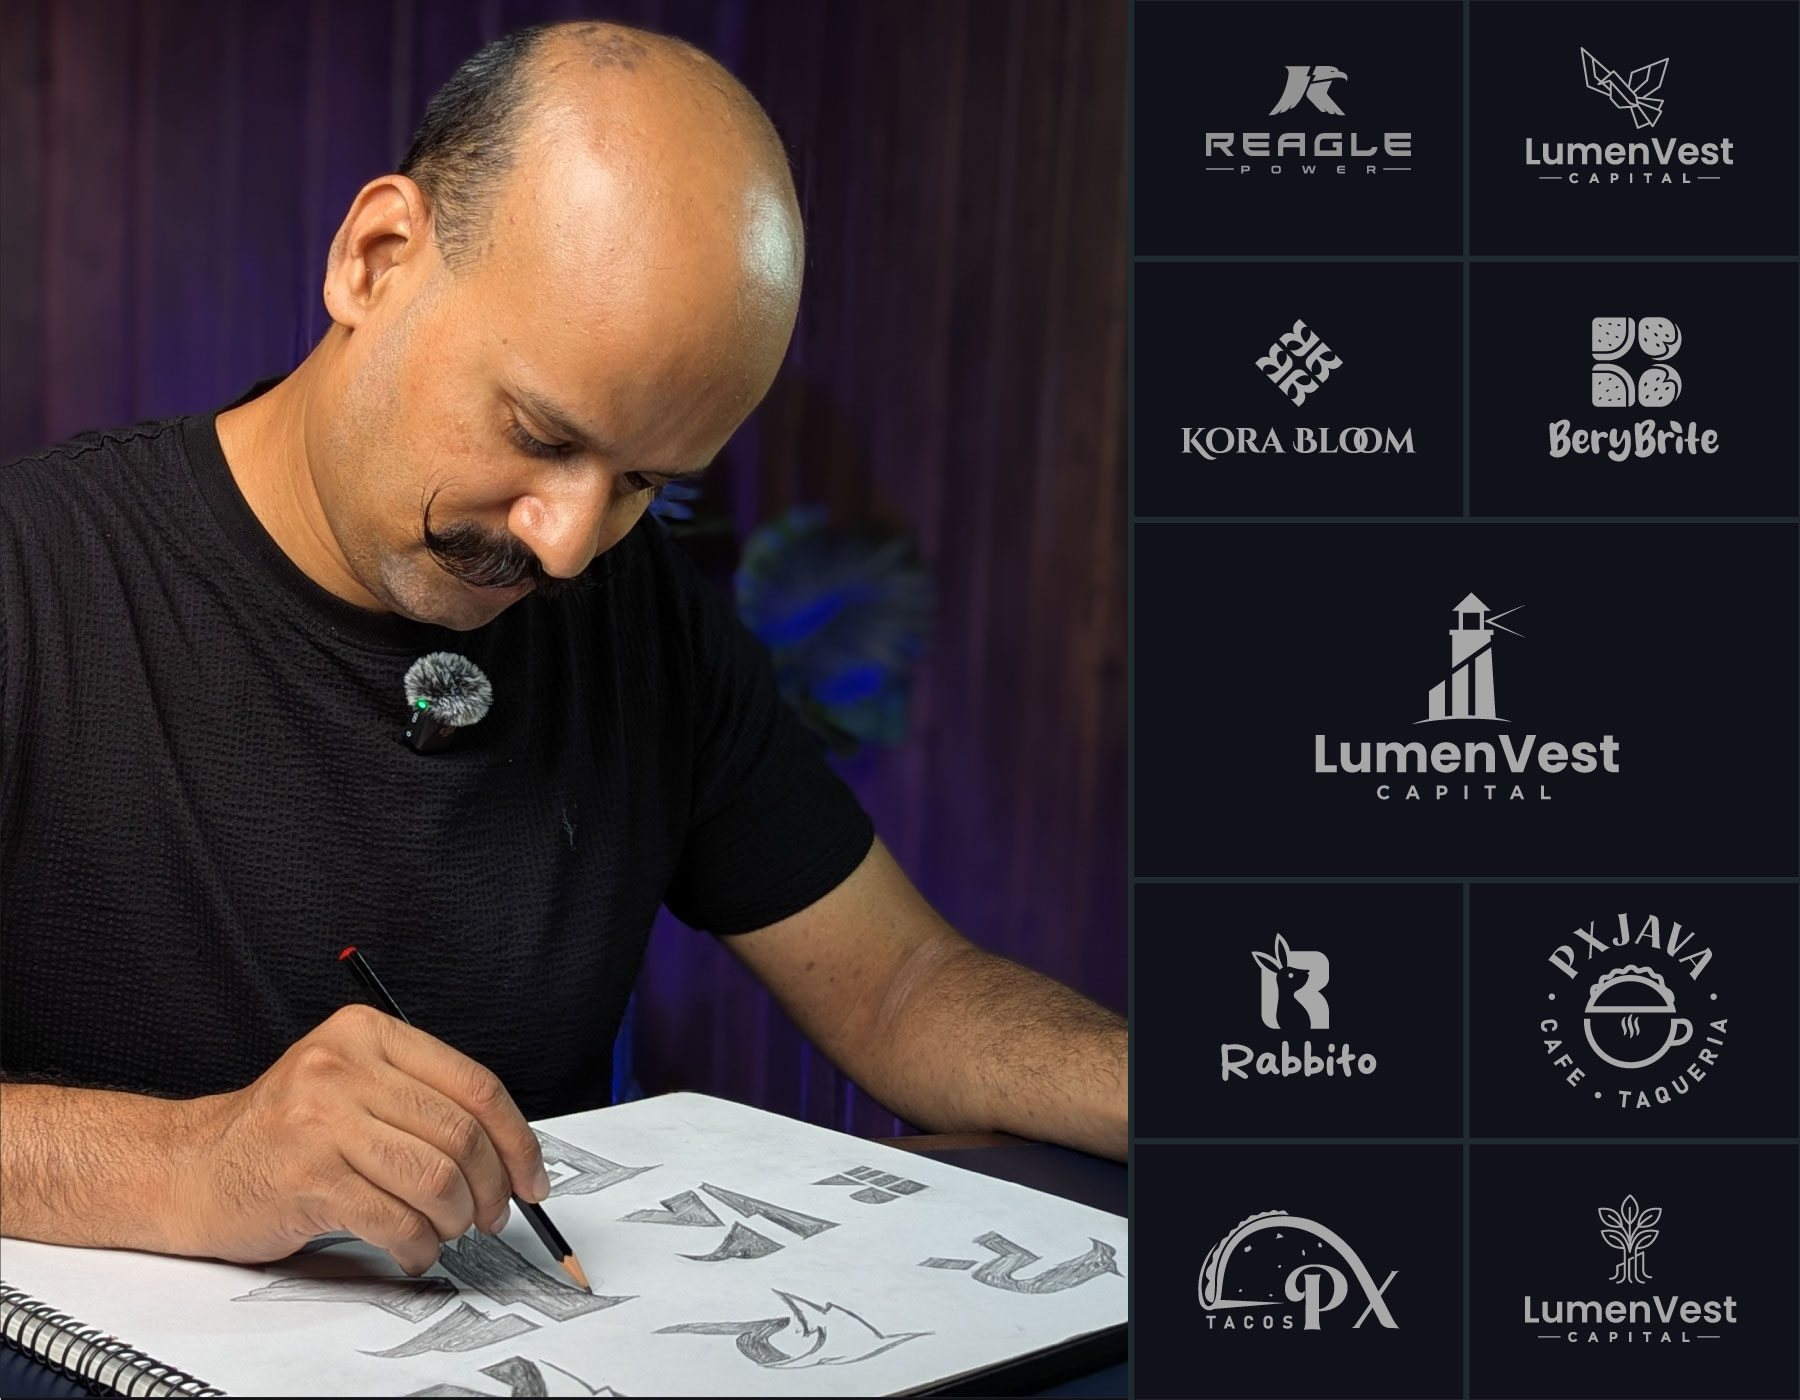 REAGLE
POWER
LumenVest
CAPITAL
KORA BLOOM
BeryBrite
LumenVest
CAPITAL
Rabbito
PXJAVA
CAFE • TAQUERIA
TACOS PX
LumenVest
CAPITAL